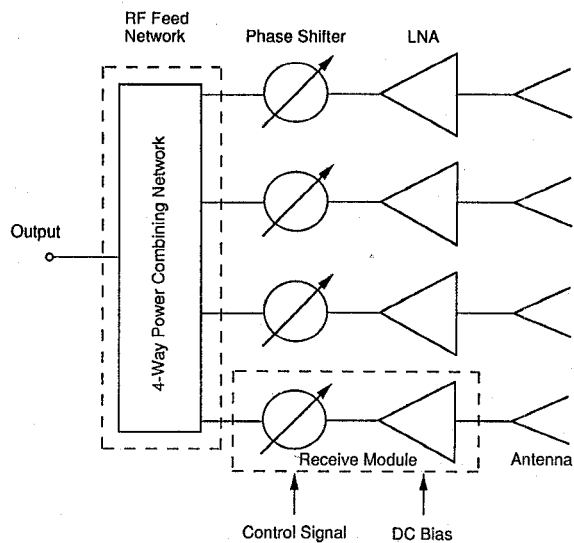 RF Feed
Network
Phase Shifter
LNA
4-Way Power Combining Network
Output
Receive Module
Antenna
Control Signal
DC Bias